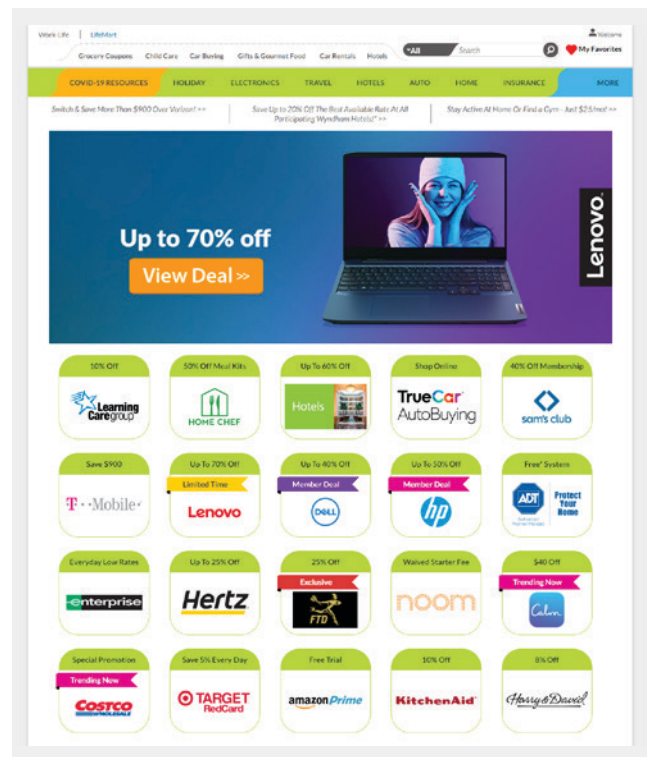 Work-Life | LifeMart
Welcome
Grocery Coupons Child Care Car Buying Gifts & Gourmet Food Car Rentals Hotels
*All Search My Favorites
COVID-19 RESOURCES HOLIDAY ELECTRONICS TRAVEL HOTELS AUTO HOME INSURANCE MORE
Switch & Save More Than $900 Over Verizon! >>
Save Up to 20% Off The Best Available Rate At All
Participating Wyndham Hotels!* >>
Stay Active At Home Or Find a Gym - Just $25/mo! >>
Up to 70% off
View Deal >>
Lenovo.
10% Off 50% Off Meal Kits Up To 60% Off Shop Online 40% Off Membership
Learning
Care group
HOME CHEF
Hotels
TrueCar
AutoBuying
sam's club
Save $900 Up To 70% Off Up To 40% Off Up To 50% Off Free* System
Limited Time Member Deal Member Deal
T··Mobile·
Lenovo
DELL
hp
ADT
Protect
Your
Home
Everyday Low Rates Up To 25% Off 25% Off Waived Starter Fee $40 Off
Exclusive Trending Now
enterprise
Hertz
FTD
noom
Calm
Special Promotion Save 5% Every Day Free Trial 10% Off 8% Off
Trending Now
COSTCO
WHOLESALE
TARGET
RedCard
amazon Prime
KitchenAid
Harry & David